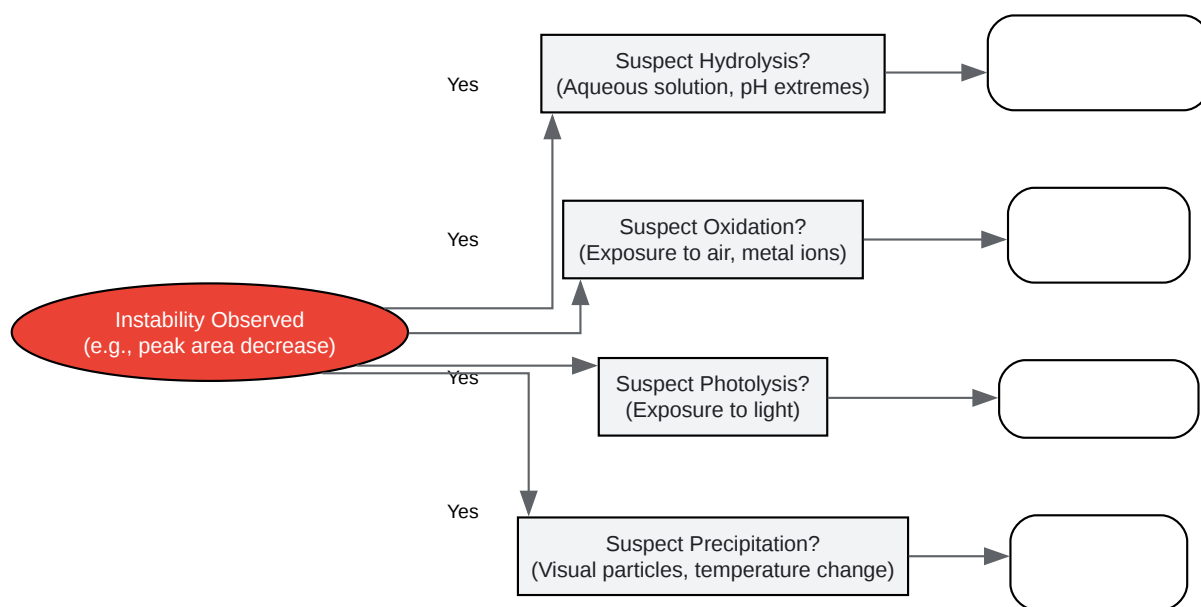 Yes
Suspect Hydrolysis?
(Aqueous solution, pH extremes)
Yes
Suspect Oxidation?
(Exposure to air, metal ions)
Instability Observed
(e.g., peak area decrease)
Yes
Suspect Photolysis?
(Exposure to light)
Yes
Suspect Precipitation?
(Visual particles, temperature change)